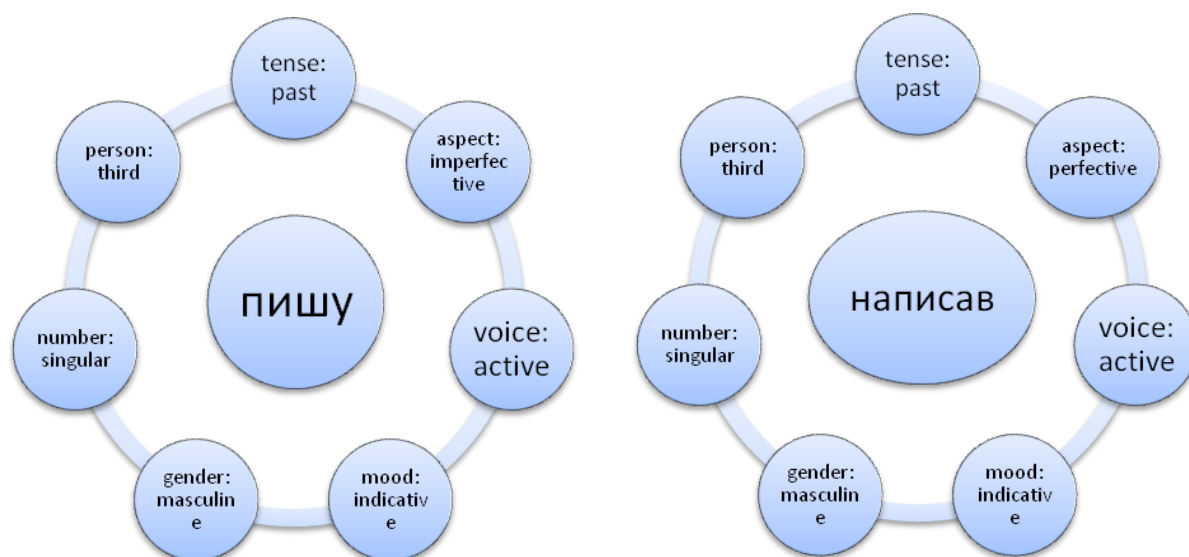 tense:
past
aspect:
imperfec
tive
voice:
active
mood:
indicativ
e
gender:
masculin
e
number:
singular
person:
third
пишу
tense:
past
aspect:
perfective
voice:
active
mood:
indicativ
e
gender:
masculin
e
number:
singular
person:
third
написав